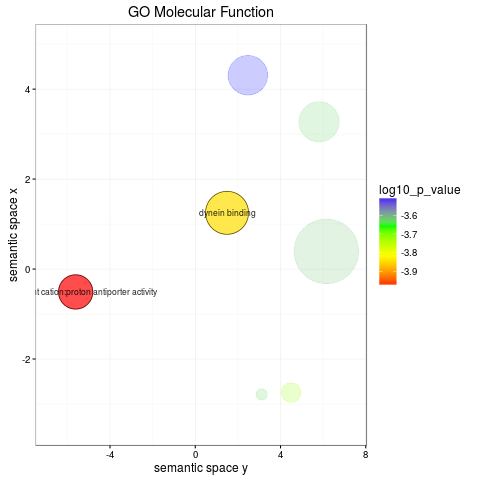 GO Molecular Function
semantic space x
4
2
0
-2
dynein binding
cation:proton antiporter activity
-4
0
4
8
semantic space y
log10_p_value
-3.6
-3.7
-3.8
-3.9